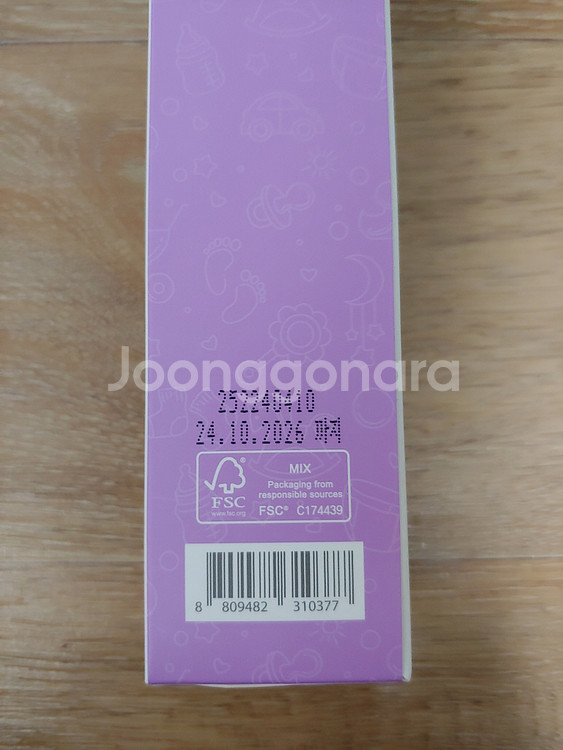 Joonggonara
252240410
24.10.2026 까지
FSC
www.fsc.org
MIX
Packaging from
responsible sources
FSC® C174439
8 809482 310377